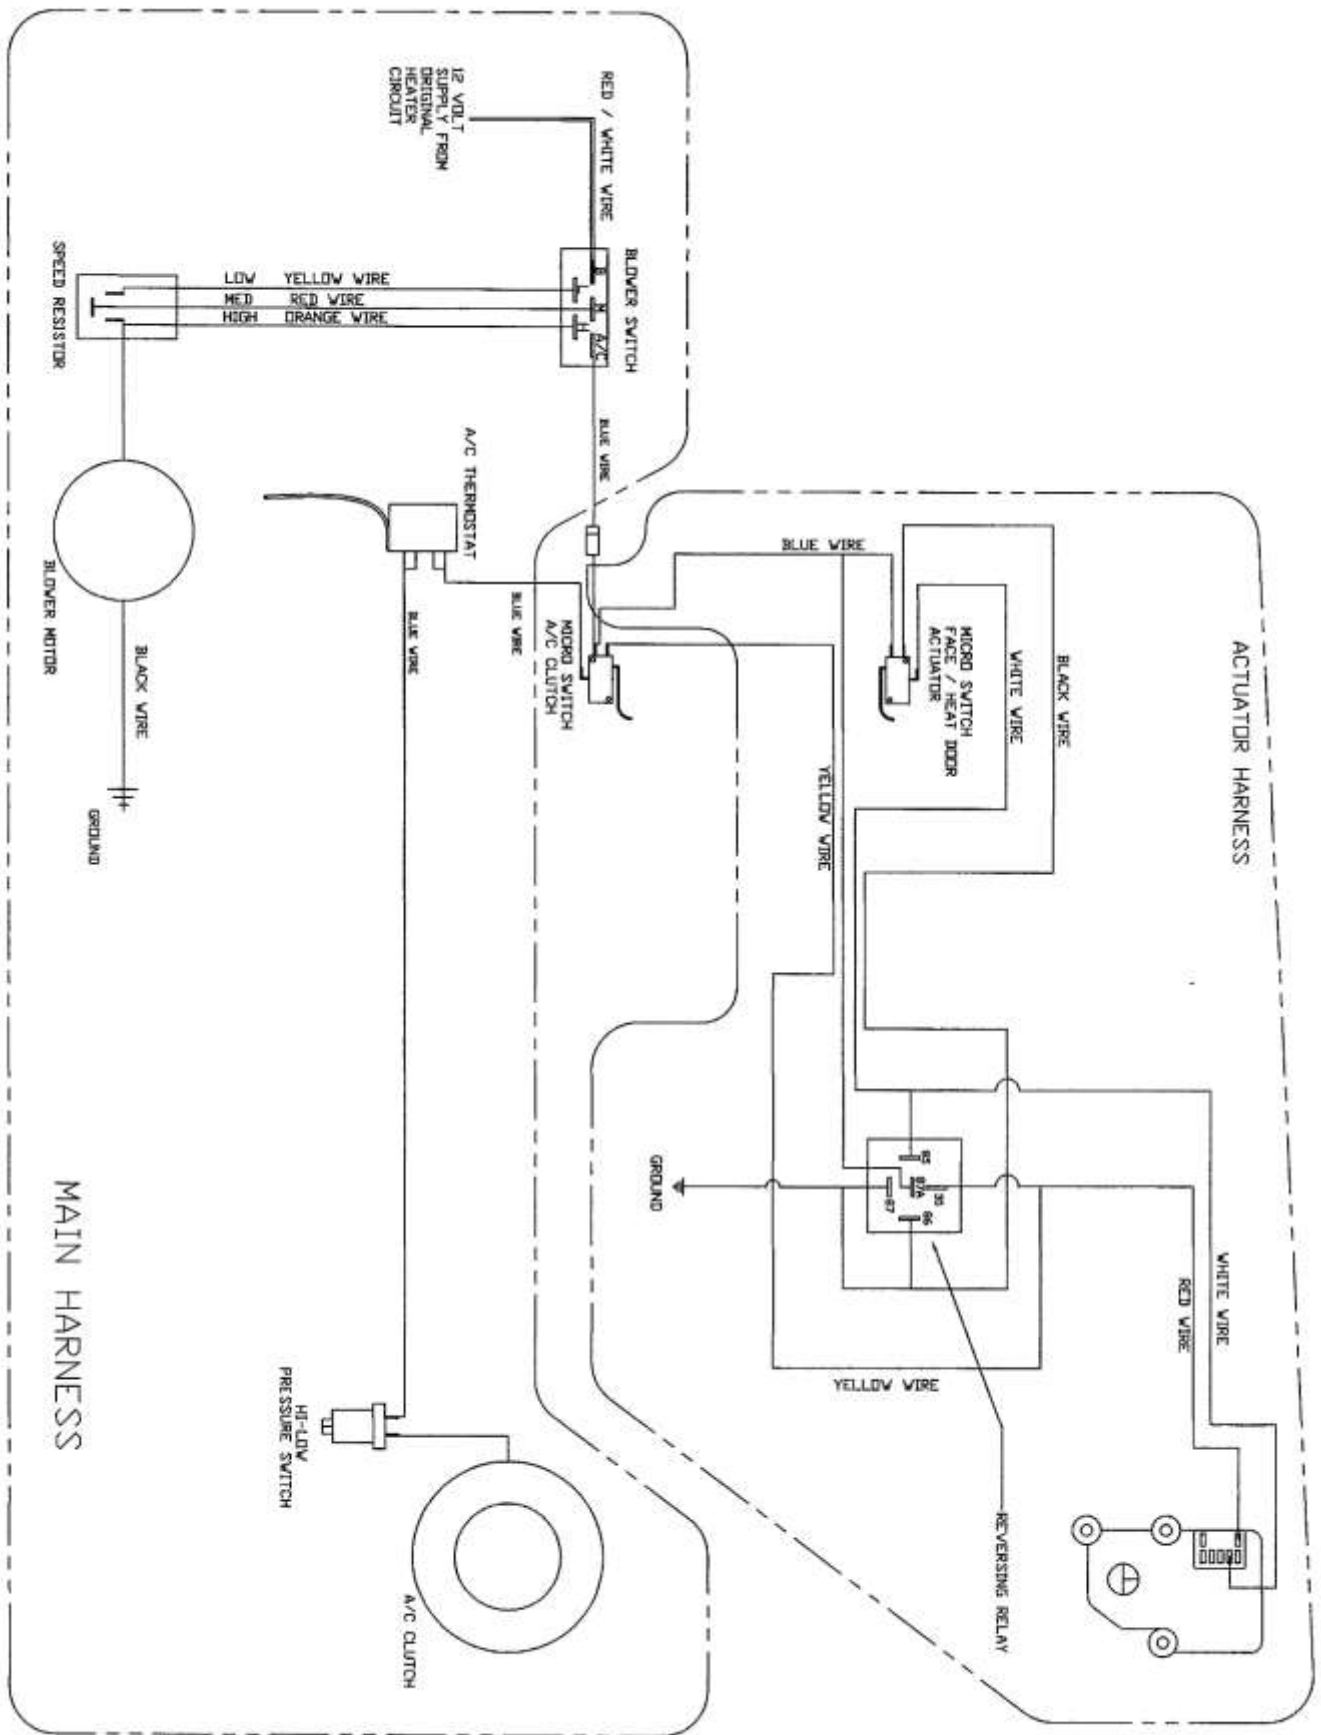 12 VOLT
SUPPLY FROM
ORIGINAL
HEATER
CIRCUIT
RED / WHITE WIRE
BLOWER SWITCH
B
L
M
H
A/C
LOW YELLOW WIRE
MED RED WIRE
HIGH ORANGE WIRE
SPEED RESISTOR
BLUE WIRE
A/C THERMOSTAT
BLOWER MOTOR
BLACK WIRE
GROUND
BLUE WIRE
BLUE WIRE
MICRO SWITCH
A/C CLUTCH
BLUE WIRE
MICRO SWITCH
FACE / HEAT DOOR
ACTUATOR
WHITE WIRE
BLACK WIRE
ACTUATOR HARNESS
YELLOW WIRE
85
30
87A
87
86
GROUND
YELLOW WIRE
WHITE WIRE
RED WIRE
REVERSING RELAY
HI-LOW
PRESSURE SWITCH
A/C CLUTCH
MAIN HARNESS